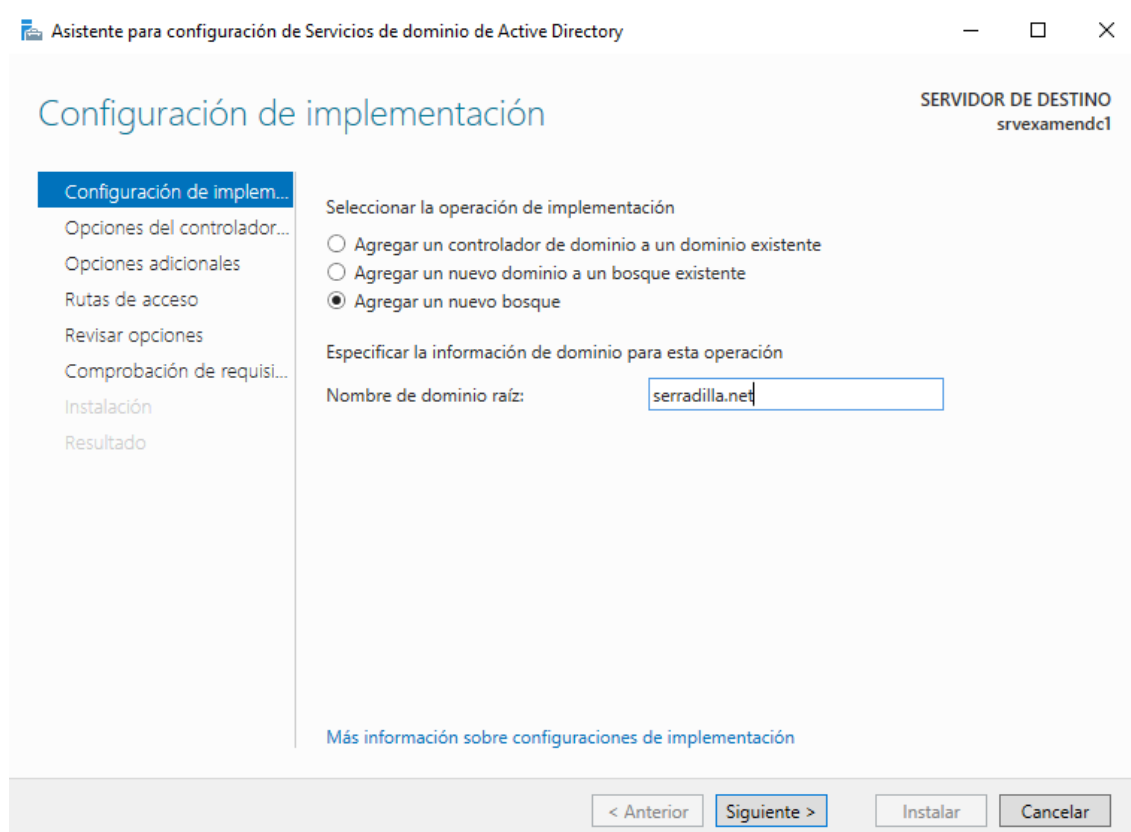 Asistente para configuración de Servicios de dominio de Active Directory
Configuración de implementación
SERVIDOR DE DESTINO
srvexamendc1
Configuración de implem...
Opciones del controlador...
Opciones adicionales
Rutas de acceso
Revisar opciones
Comprobación de requisi...
Instalación
Resultado
Seleccionar la operación de implementación
Agregar un controlador de dominio a un dominio existente
Agregar un nuevo dominio a un bosque existente
Agregar un nuevo bosque
Especificar la información de dominio para esta operación
Nombre de dominio raíz: serradilla.net
Más información sobre configuraciones de implementación
< Anterior Siguiente > Instalar Cancelar